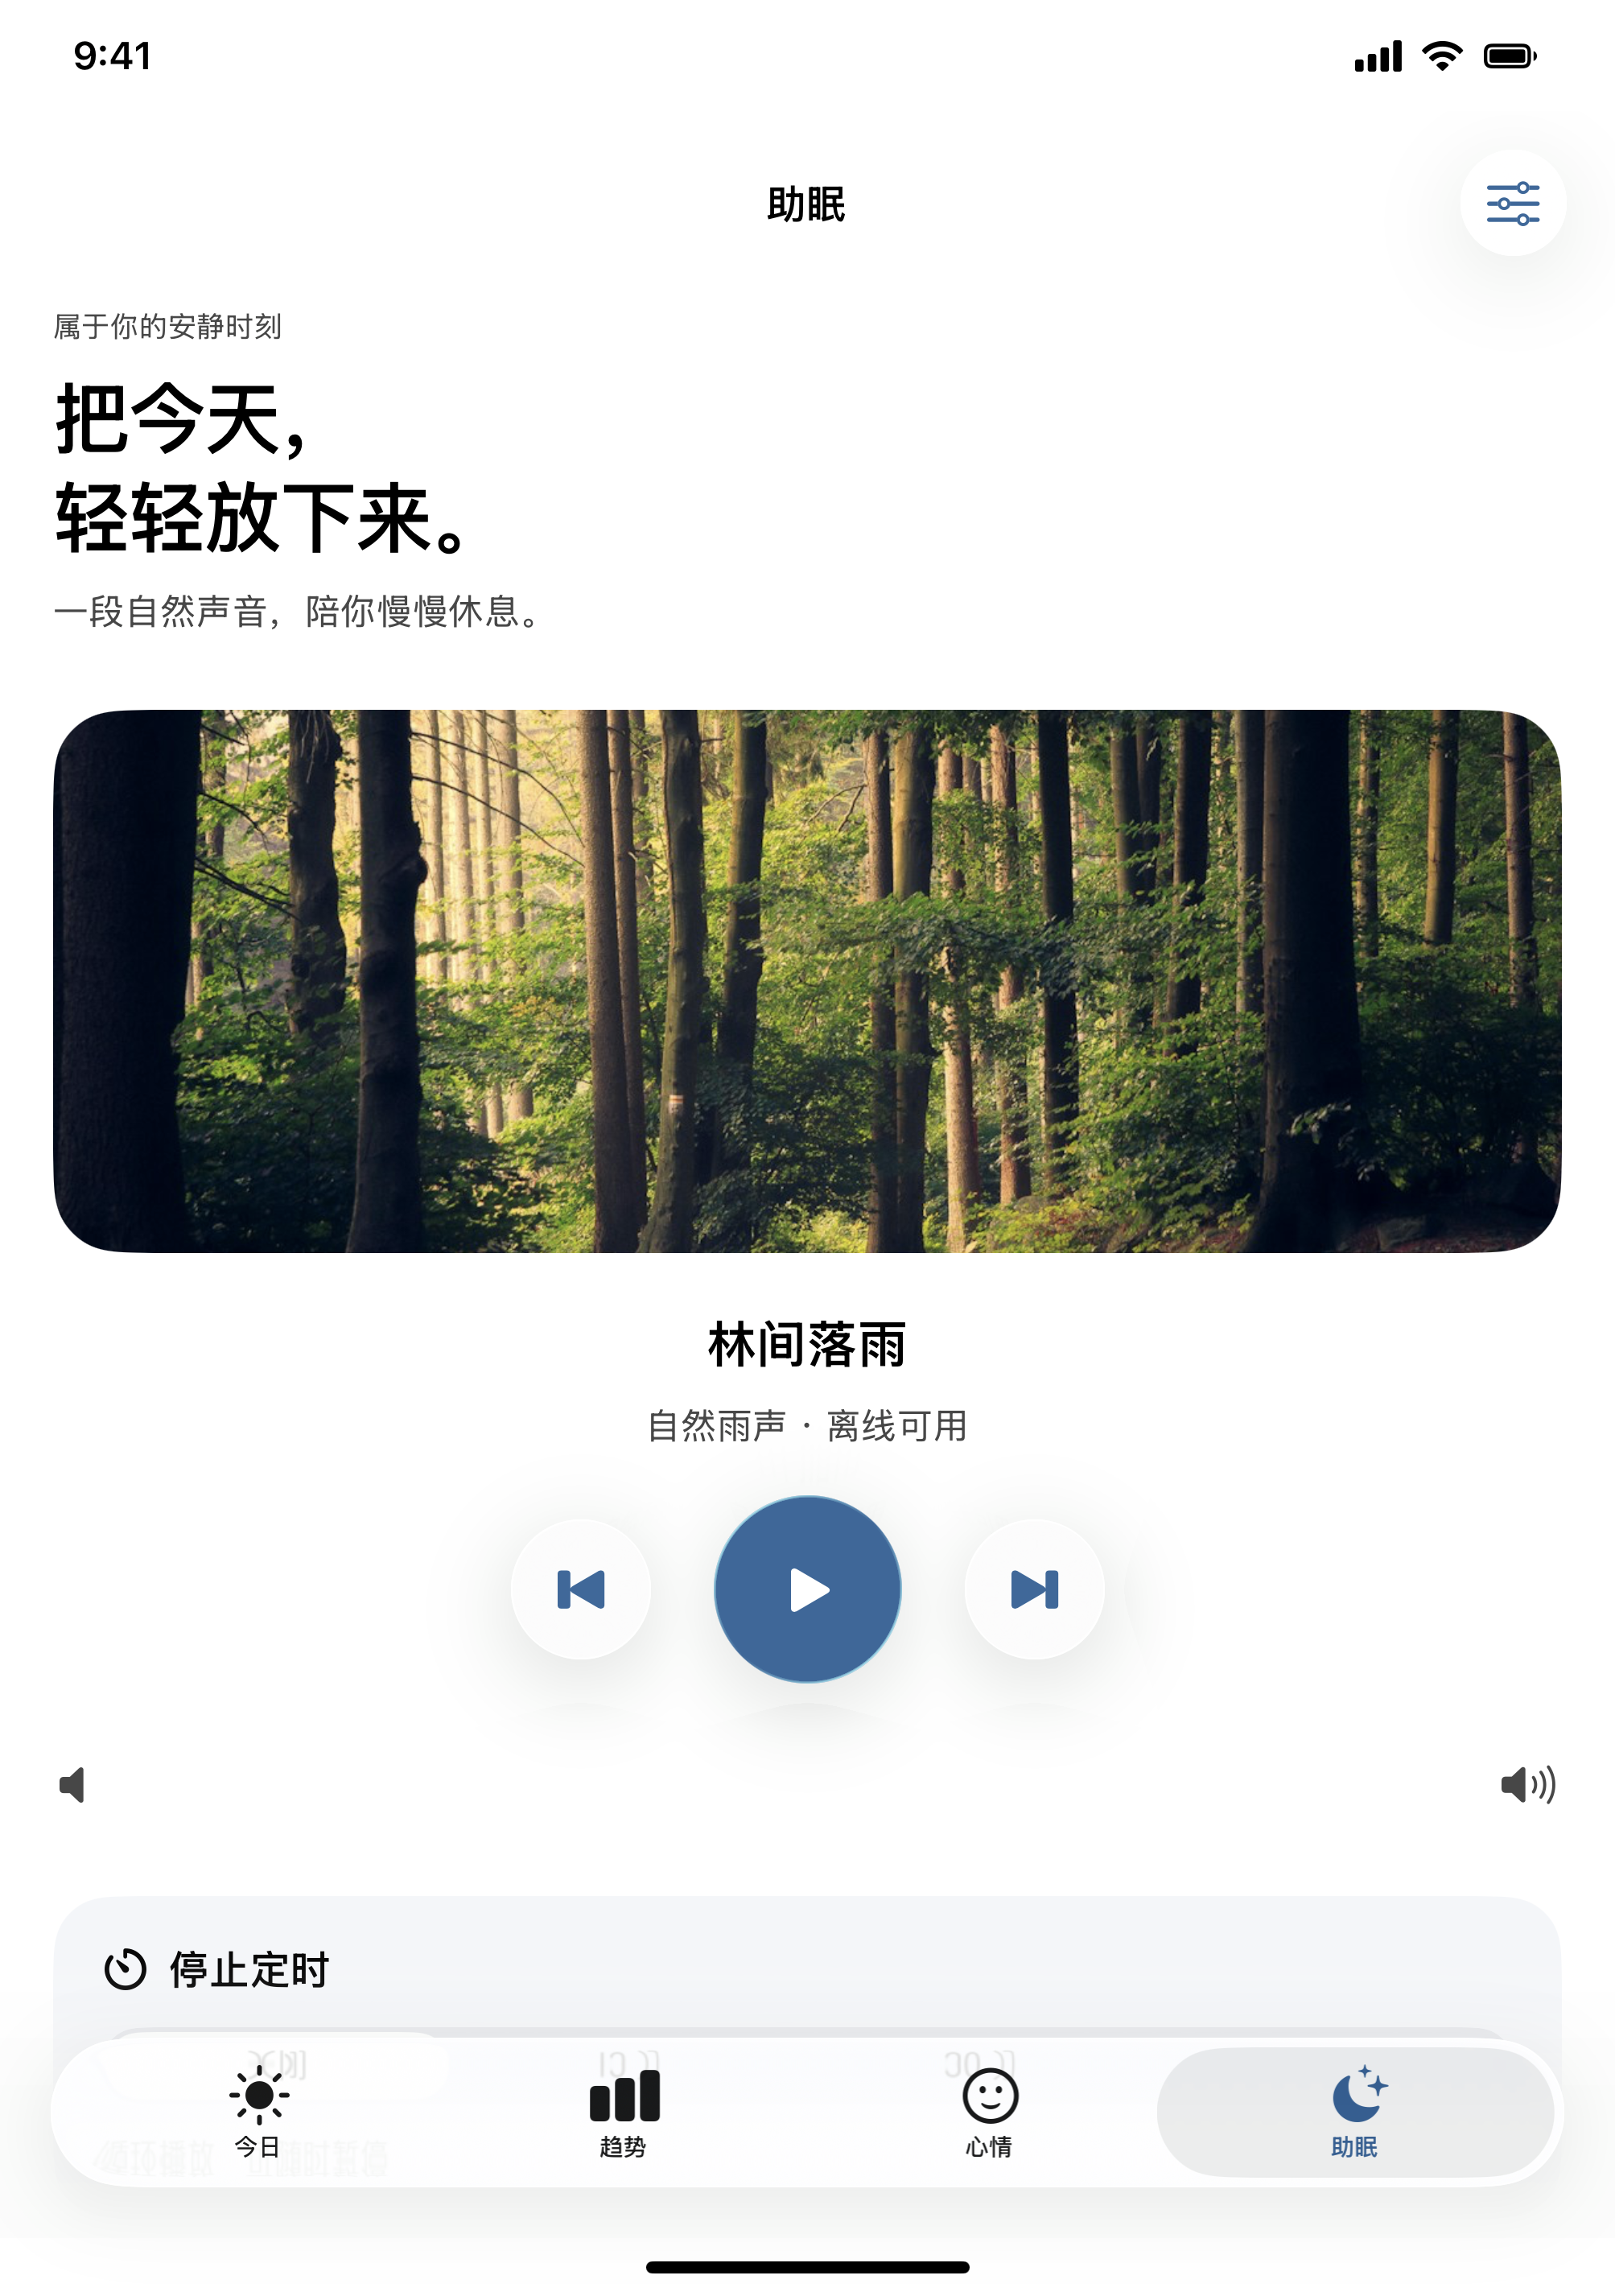 9:41
助眠
属于你的安静时刻
把今天，
轻轻放下来。
一段自然声音，陪你慢慢休息。
林间落雨
自然雨声 · 离线可用
停止定时
今日
趋势
心情
助眠